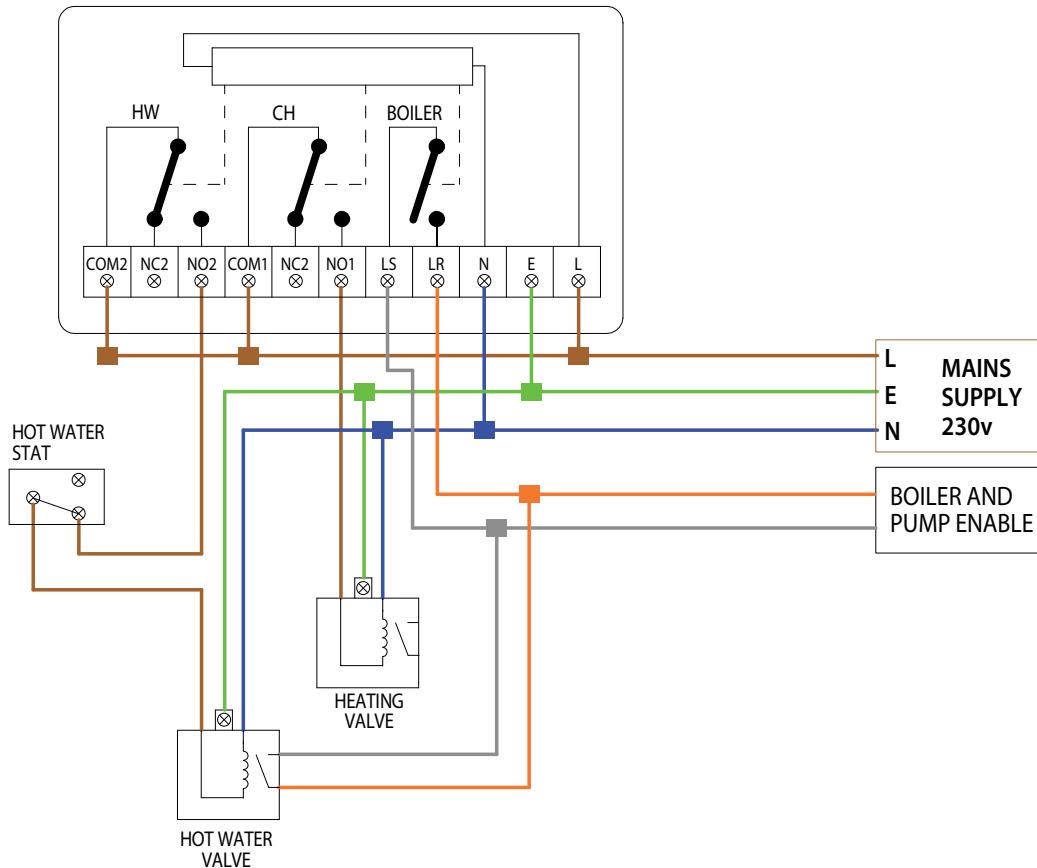 HW
CH
BOILER
COM2 NC2 NO2 COM1 NC2 NO1 LS LR N E L
L
E
N
MAINS
SUPPLY
230v
HOT WATER
STAT
BOILER AND
PUMP ENABLE
HEATING
VALVE
HOT WATER
VALVE